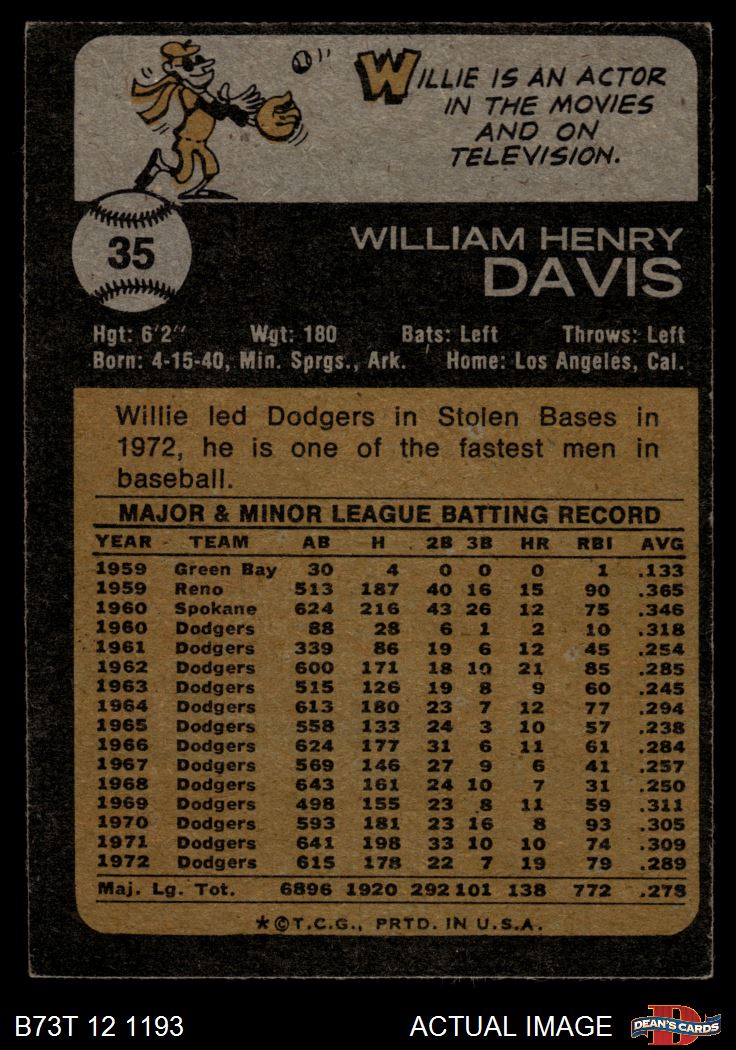 WILLIE IS AN ACTOR
IN THE MOVIES
AND ON
TELEVISION.
35
WILLIAM HENRY
DAVIS
Hgt: 6'2" Wgt: 180 Bats: Left Throws: Left
Born: 4-15-40, Min. Sprgs., Ark. Home: Los Angeles, Cal.
Willie led Dodgers in Stolen Bases in
1972, he is one of the fastest men in
baseball.
MAJOR & MINOR LEAGUE BATTING RECORD
YEAR TEAM AB H 2B 3B HR RBI AVG
1959 Green Bay 30 4 0 0 0 1 .133
1959 Reno 513 187 40 16 15 90 .365
1960 Spokane 624 216 43 26 12 75 .346
1960 Dodgers 88 28 6 1 2 10 .318
1961 Dodgers 339 86 19 6 12 45 .254
1962 Dodgers 600 171 18 10 21 85 .285
1963 Dodgers 515 126 19 8 9 60 .245
1964 Dodgers 613 180 23 7 12 77 .294
1965 Dodgers 558 133 24 3 10 57 .238
1966 Dodgers 624 177 31 6 11 61 .284
1967 Dodgers 569 146 27 9 6 41 .257
1968 Dodgers 643 161 24 10 7 31 .250
1969 Dodgers 498 155 23 8 11 59 .311
1970 Dodgers 593 181 23 16 8 93 .305
1971 Dodgers 641 198 33 10 10 74 .309
1972 Dodgers 615 178 22 7 19 79 .289
Maj. Lg. Tot. 6896 1920 292 101 138 772 .278
*©T.C.G., PRTD. IN U.S.A.
B73T 12 1193 ACTUAL IMAGE
DEAN'S CARDS